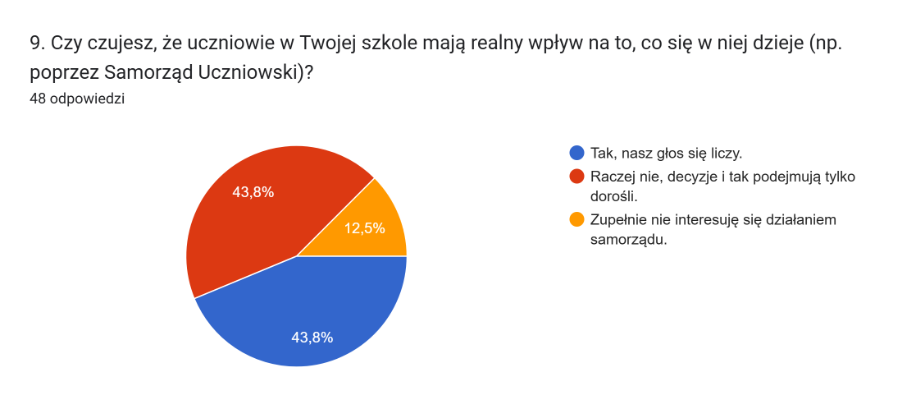 9. Czy czujesz, że uczniowie w Twojej szkole mają realny wpływ na to, co się w niej dzieje (np.
poprzez Samorząd Uczniowski)?
48 odpowiedzi
43,8%
12,5%
43,8%
Tak, nasz głos się liczy.
Raczej nie, decyzje i tak podejmują tylko
dorośli.
Zupełnie nie interesuję się działaniem
samorządu.